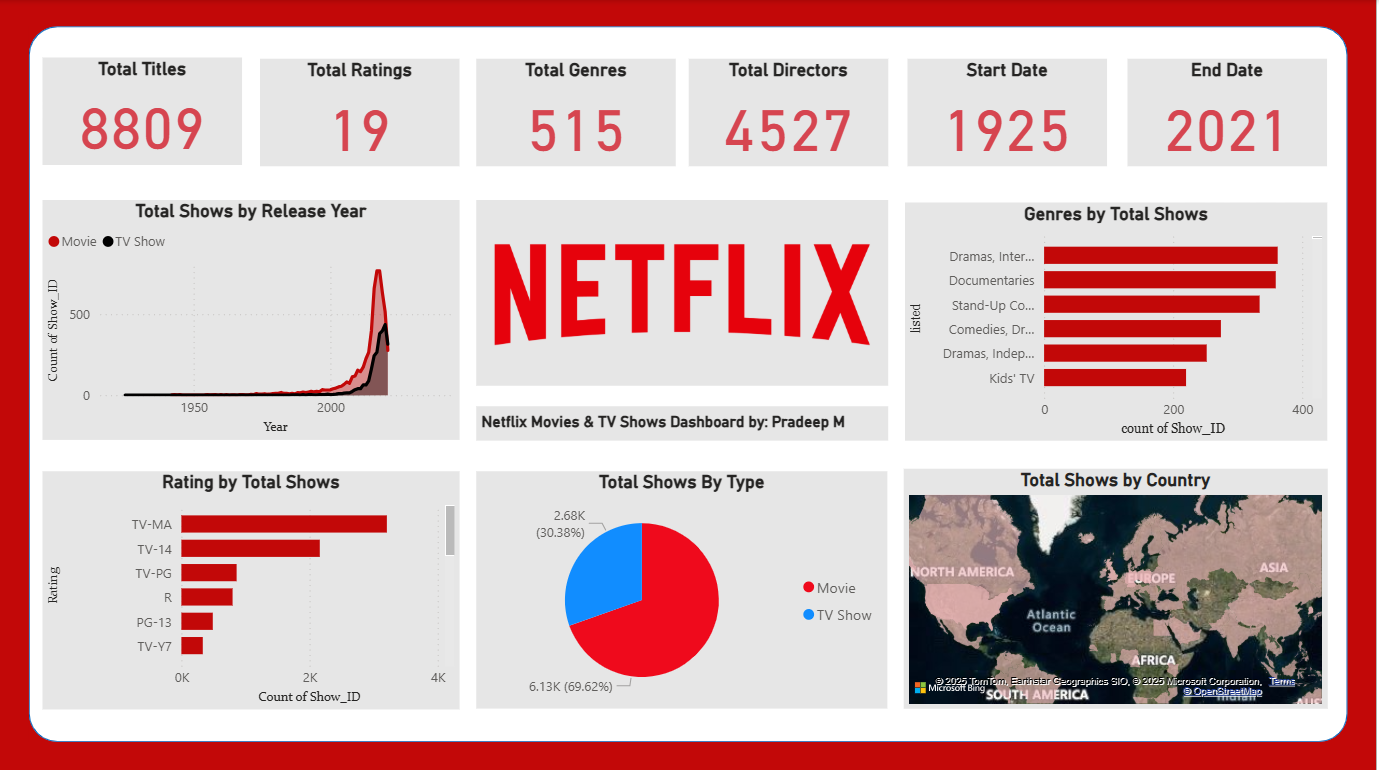 Total Titles
8809
Total Ratings
19
Total Genres
515
Total Directors
4527
Start Date
1925
End Date
2021
Total Shows by Release Year
Movie TV Show
Count of Show_ID
500
0
1950 2000
Year
NETFLIX
Netflix Movies & TV Shows Dashboard by: Pradeep M
Genres by Total Shows
listed
Dramas, Inter...
Documentaries
Stand-Up Co...
Comedies, Dr...
Dramas, Indep...
Kids' TV
0 200 400
count of Show_ID
Rating by Total Shows
Rating
TV-MA
TV-14
TV-PG
R
PG-13
TV-Y7
0K 2K 4K
Count of Show_ID
Total Shows By Type
2.68K
(30.38%)
6.13K (69.62%)
Movie
TV Show
Total Shows by Country
NORTH AMERICA
EUROPE
ASIA
Atlantic
Ocean
AFRICA
SOUTH AMERICA
Indian
AUS
Microsoft Bing
© 2025 TomTom, Earthstar Geographics SIO, © 2025 Microsoft Corporation, Terms
© OpenStreetMap